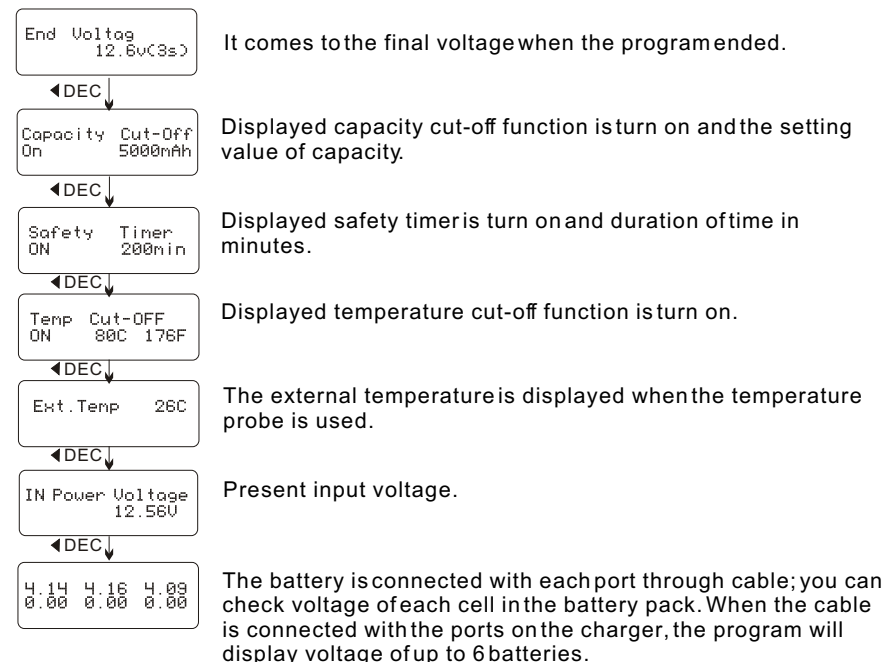 End Voltag
12.6v(3s)
It comes to the final voltage when the program ended.
◀DEC
Capacity Cut-Off
On 5000mAh
Displayed capacity cut-off function is turn on and the setting
value of capacity.
◀DEC
Safety Timer
ON 200min
Displayed safety timer is turn on and duration of time in
minutes.
◀DEC
Temp Cut-OFF
ON 80C 176F
Displayed temperature cut-off function is turn on.
◀DEC
Ext.Temp 26C
The external temperature is displayed when the temperature
probe is used.
◀DEC
IN Power Voltage
12.56V
Present input voltage.
◀DEC
4.14 4.16 4.09
0.00 0.00 0.00
The battery is connected with each port through cable; you can
check voltage of each cell in the battery pack. When the cable
is connected with the ports on the charger, the program will
display voltage of up to 6 batteries.